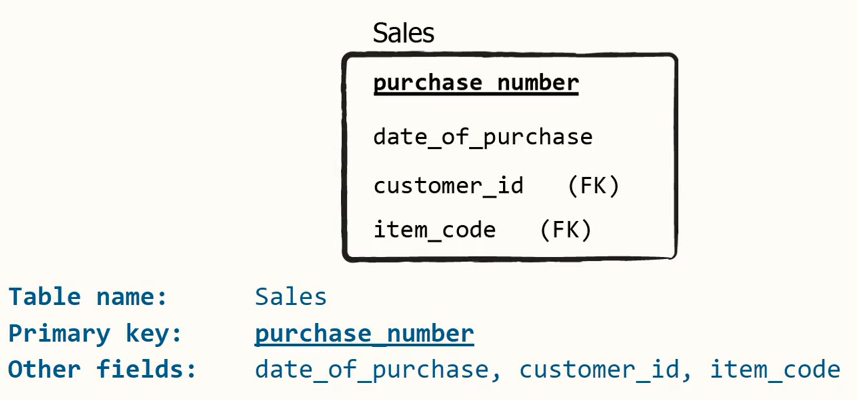 Sales
purchase_number
date_of_purchase
customer_id (FK)
item_code (FK)
Table name: Sales
Primary key: purchase_number
Other fields: date_of_purchase, customer_id, item_code